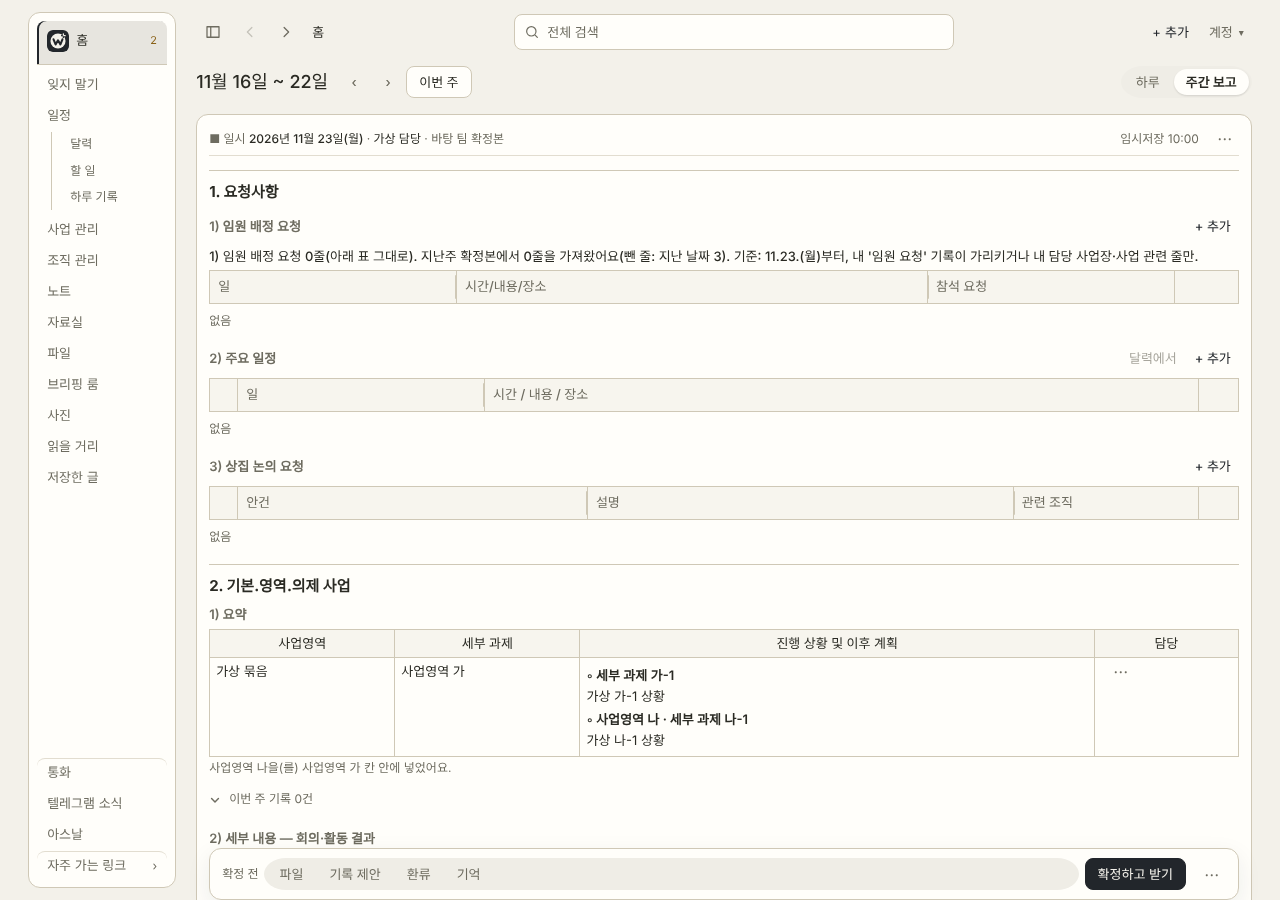 홈 2
잊지 말기
일정
달력
할 일
하루 기록
사업 관리
조직 관리
노트
자료실
파일
브리핑 룸
사진
읽을 거리
저장한 글
통화
텔레그램 소식
아스날
자주 가는 링크 ›
홈
전체 검색
+ 추가 계정 ▾
11월 16일 ~ 22일 ‹ › 이번 주
하루 주간 보고
■ 일시 2026년 11월 23일(월) · 가상 담당 · 바탕 팀 확정본 임시저장 10:00 ⋯
1. 요청사항
1) 임원 배정 요청 + 추가
1) 임원 배정 요청 0줄(아래 표 그대로). 지난주 확정본에서 0줄을 가져왔어요(뺀 줄: 지난 날짜 3). 기준: 11.23.(월)부터, 내 '임원 요청' 기록이 가리키거나 내 담당 사업장·사업 관련 줄만.
일 시간/내용/장소 참석 요청
없음
2) 주요 일정 달력에서 + 추가
일 시간 / 내용 / 장소
없음
3) 상집 논의 요청 + 추가
안건 설명 관련 조직
없음
2. 기본.영역.의제 사업
1) 요약
사업영역 세부 과제 진행 상황 및 이후 계획 담당
가상 묶음 사업영역 가 ∘ 세부 과제 가-1 ⋯
가상 가-1 상황
∘ 사업영역 나 · 세부 과제 나-1
가상 나-1 상황
사업영역 나을(를) 사업영역 가 칸 안에 넣었어요.
이번 주 기록 0건
2) 세부 내용 — 회의·활동 결과
확정 전 파일 기록 제안 환류 기억 확정하고 받기 ⋯